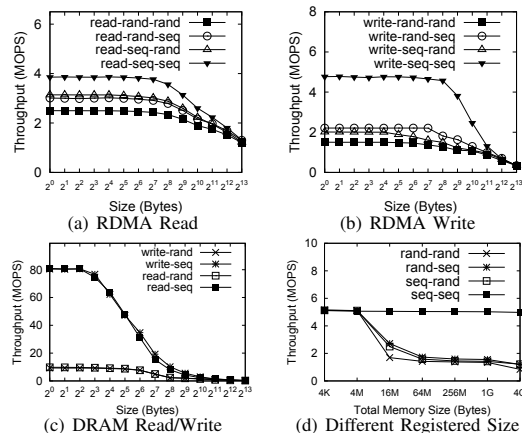 Throughput (MOPS)
6
4
2
0
read-rand-rand
read-rand-seq
read-seq-rand
read-seq-seq
2^0 2^1 2^2 2^3 2^4 2^5 2^6 2^7 2^8 2^9 2^10 2^11 2^12 2^13
Size (Bytes)
(a) RDMA Read
Throughput (MOPS)
8
6
4
2
0
write-rand-rand
write-rand-seq
write-seq-rand
write-seq-seq
2^0 2^1 2^2 2^3 2^4 2^5 2^6 2^7 2^8 2^9 2^10 2^11 2^12 2^13
Size (Bytes)
(b) RDMA Write
Throughput (MOPS)
100
80
60
40
20
0
write-rand
write-seq
read-rand
read-seq
2^0 2^1 2^2 2^3 2^4 2^5 2^6 2^7 2^8 2^9 2^10 2^11 2^12 2^13
Size (Bytes)
(c) DRAM Read/Write
Throughput (MOPS)
10
8
6
4
2
0
rand-rand
rand-seq
seq-rand
seq-seq
4K 4M 16M 64M 256M 1G 4G
Total Memory Size (Bytes)
(d) Different Registered Size